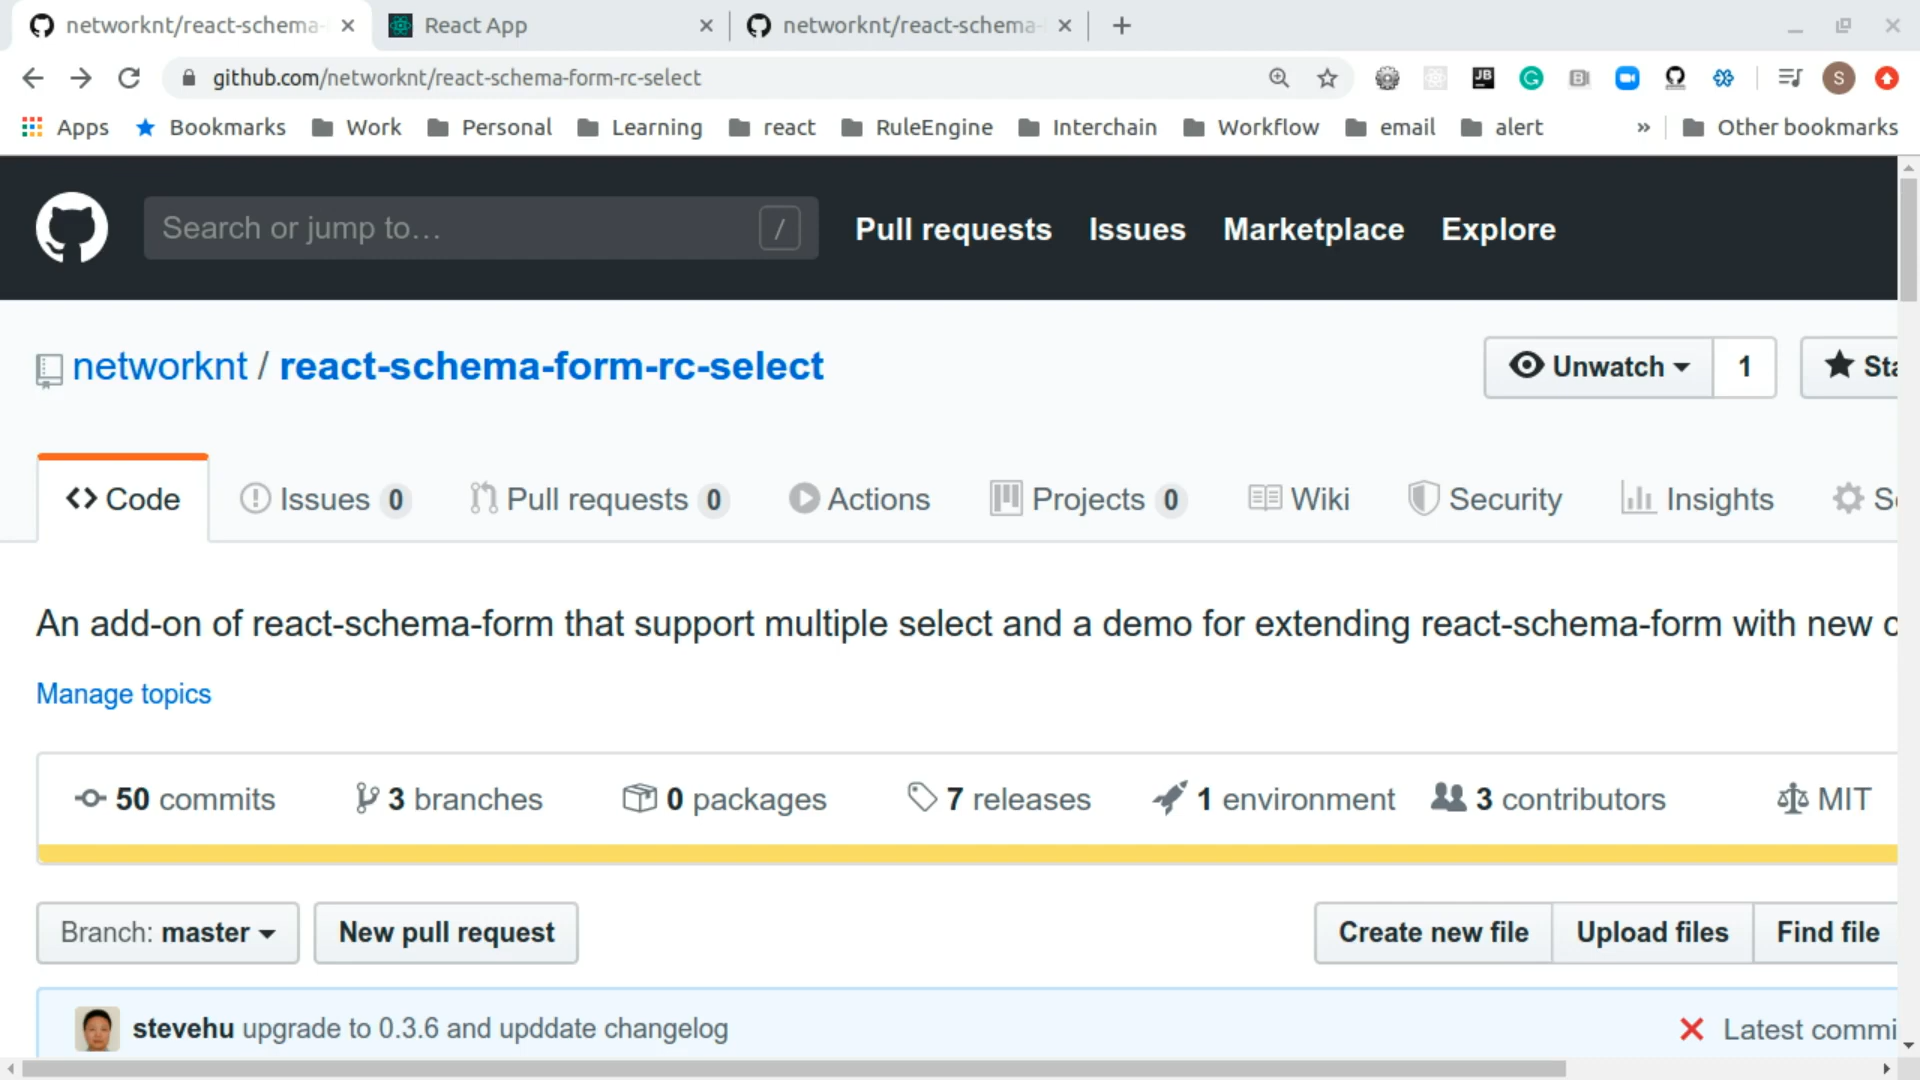 networknt/react-schema-
React App
networknt/react-schema-
github.com/networknt/react-schema-form-rc-select
JB
S
Apps
Bookmarks
Work
Personal
Learning
react
RuleEngine
Interchain
Workflow
email
alert
»
Other bookmarks
Search or jump to…
/
Pull requests
Issues
Marketplace
Explore
networknt / react-schema-form-rc-select
Unwatch 1
Sta
Code
Issues 0
Pull requests 0
Actions
Projects 0
Wiki
Security
Insights
Se
An add-on of react-schema-form that support multiple select and a demo for extending react-schema-form with new c
Manage topics
50 commits
3 branches
0 packages
7 releases
1 environment
3 contributors
MIT
Branch: master
New pull request
Create new file
Upload files
Find file
stevehu upgrade to 0.3.6 and upddate changelog
Latest commi